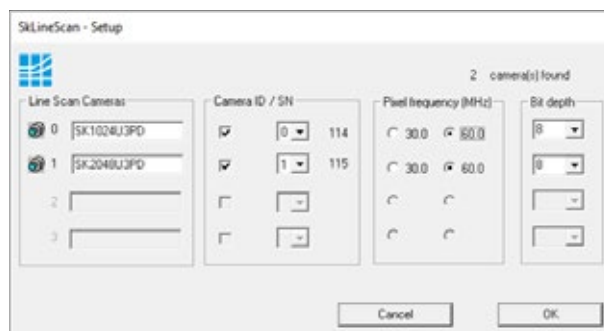 SkLineScan - Setup
2 camera(s) found
Line Scan Cameras
Camera ID / SN
Pixel frequency (MHz)
Bit depth
0 SK1024U3PD 0 114 30.0 60.0 8
1 SK2048U3PD 1 115 30.0 60.0 8
2
3
Cancel OK